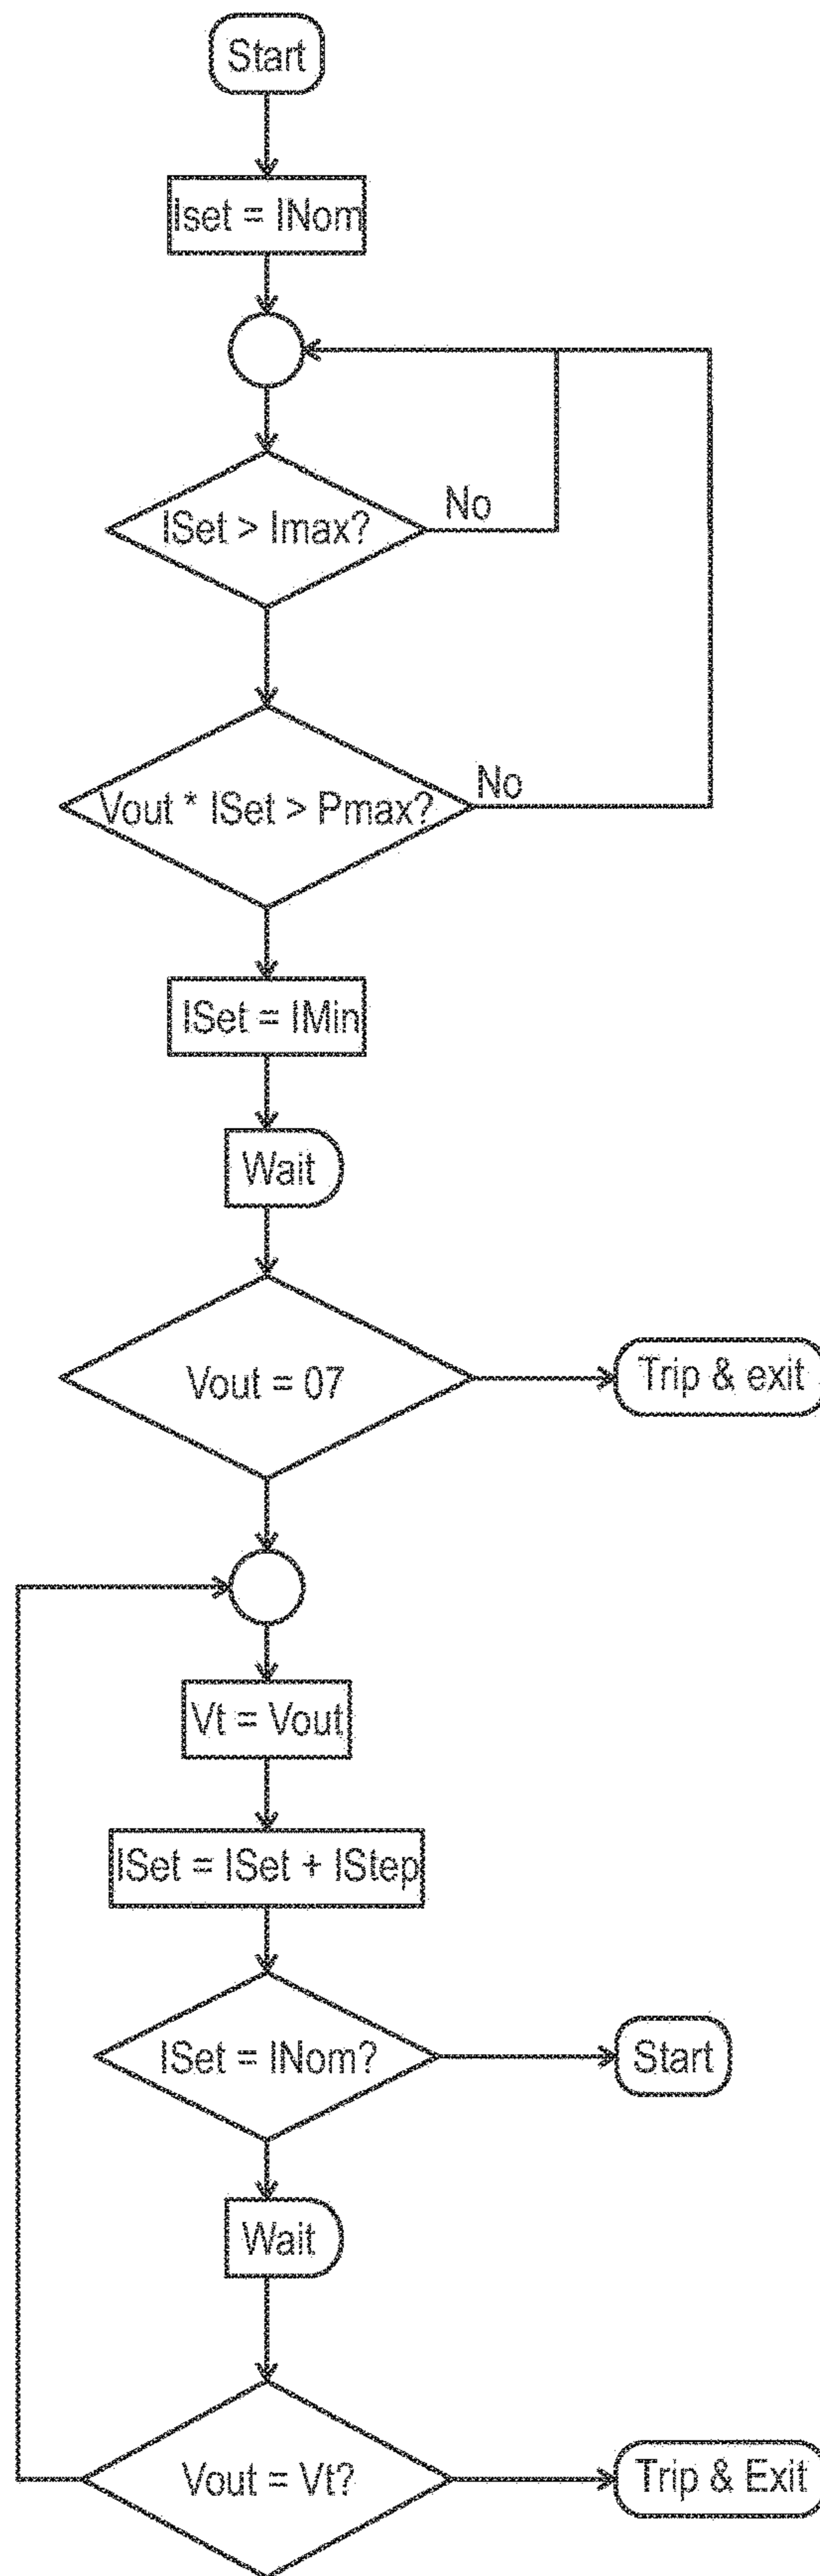 Start
Iset = INom
ISet > Imax?
No
Vout * ISet > Pmax?
No
ISet = IMin
Wait
Vout = 07
Trip & exit
Vt = Vout
ISet = ISet + IStep
ISet = INom?
Start
Wait
Vout = Vt?
Trip & Exit